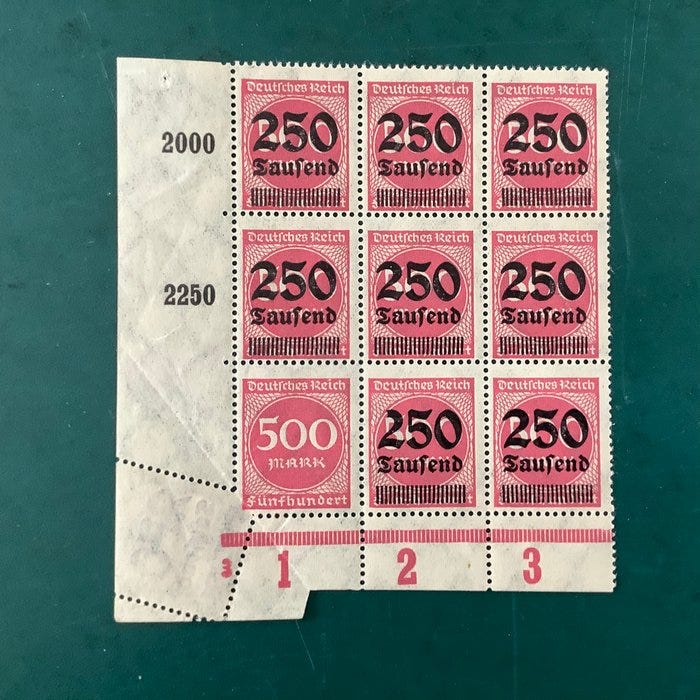 Deutsches Reich Deutsches Reich Deutsches Reich
2000 250 250 250
Tausend Tausend Tausend
Deutsches Reich Deutsches Reich Deutsches Reich
2250 250 250 250
Tausend Tausend Tausend
Deutsches Reich Deutsches Reich Deutsches Reich
500 250 250
MARK Tausend Tausend
Fünfhundert
3 1 2 3